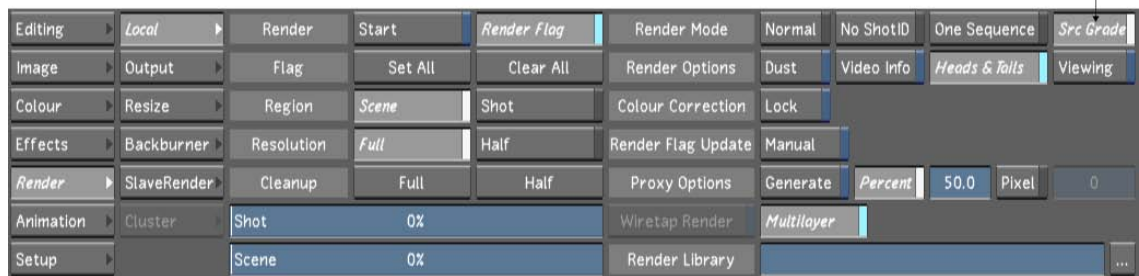 Editing Local Render Start Render Flag Render Mode Normal No ShotID One Sequence Src Grade
Image Output Flag Set All Clear All Render Options Dust Video Info Heads & Tails Viewing
Colour Resize Region Scene Shot Colour Correction Lock
Effects Backburner Resolution Full Half Render Flag Update Manual
Render SlaveRender Cleanup Full Half Proxy Options Generate Percent 50.0 Pixel 0
Animation Cluster Shot 0% Wiretap Render Multilayer
Setup Scene 0% Render Library ...